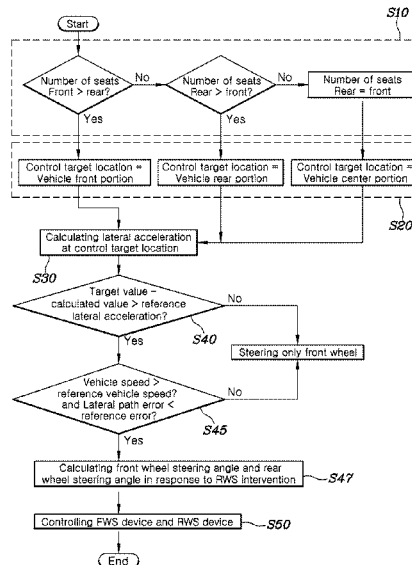 S10
Start
Number of seats
Front > rear?
No
Number of seats
Rear > front?
No
Number of seats
Rear = front
Yes
Yes
Control target location =
Vehicle front portion
Control target location =
Vehicle rear portion
Control target location =
Vehicle center portion
S20
Calculating lateral acceleration
at control target location
S30
Target value –
calculated value > reference
lateral acceleration?
No
S40
Yes
Steering only front wheel
Vehicle speed >
reference vehicle speed?
and Lateral path error <
reference error?
No
S45
Yes
Calculating front wheel steering angle and rear
wheel steering angle in response to RWS intervention
S47
Controlling FWS device and RWS device
S50
End